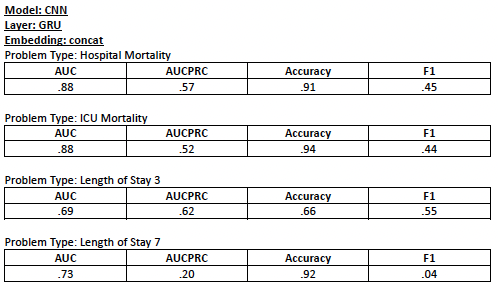 Model: CNN
Layer: GRU
Embedding: concat
Problem Type: Hospital Mortality
AUC AUCPRC Accuracy F1
.88 .57 .91 .45
Problem Type: ICU Mortality
AUC AUCPRC Accuracy F1
.88 .52 .94 .44
Problem Type: Length of Stay 3
AUC AUCPRC Accuracy F1
.69 .62 .66 .55
Problem Type: Length of Stay 7
AUC AUCPRC Accuracy F1
.73 .20 .92 .04